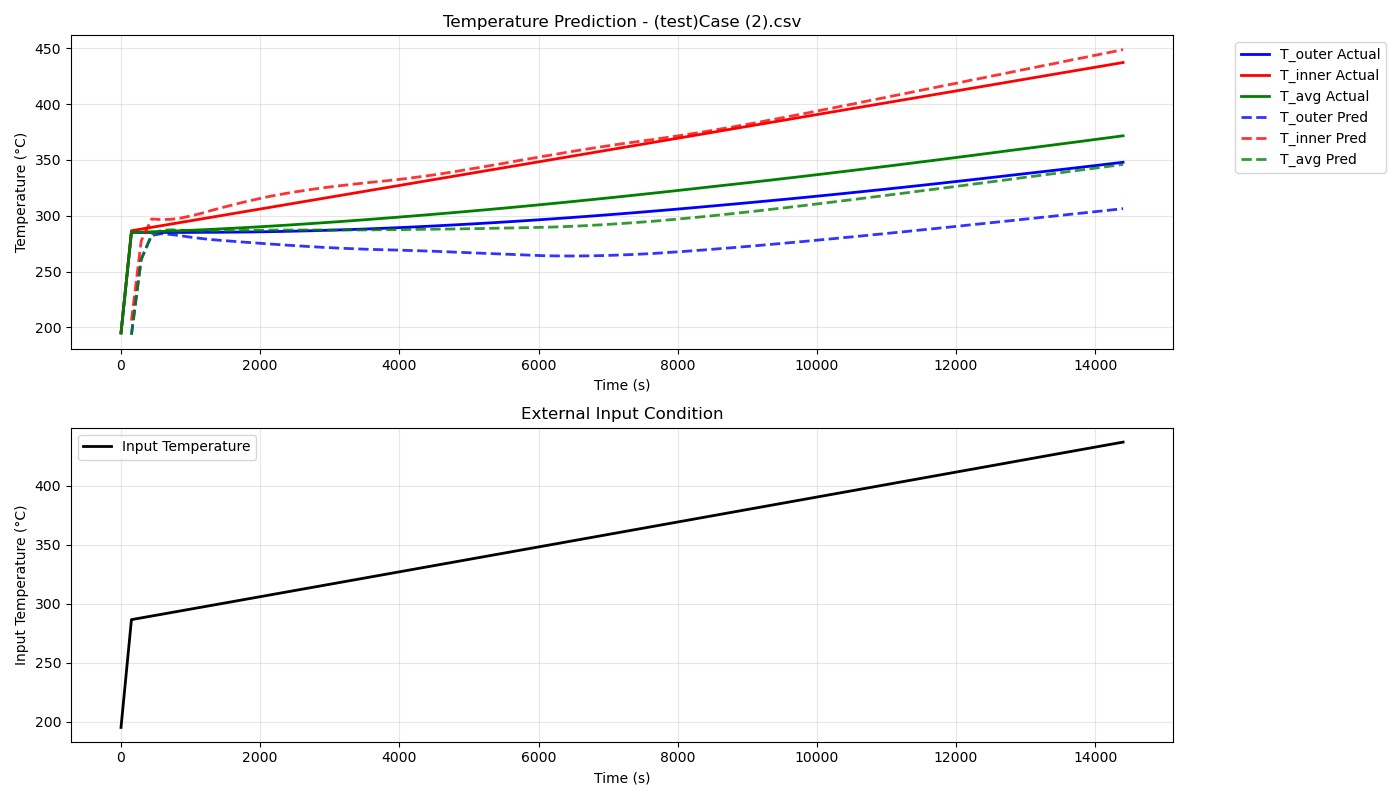 Temperature Prediction - (test)Case (2).csv
Temperature (°C)
450
400
350
300
250
200
0 2000 4000 6000 8000 10000 12000 14000
Time (s)
T_outer Actual
T_inner Actual
T_avg Actual
T_outer Pred
T_inner Pred
T_avg Pred
External Input Condition
Input Temperature
Input Temperature (°C)
400
350
300
250
200
0 2000 4000 6000 8000 10000 12000 14000
Time (s)